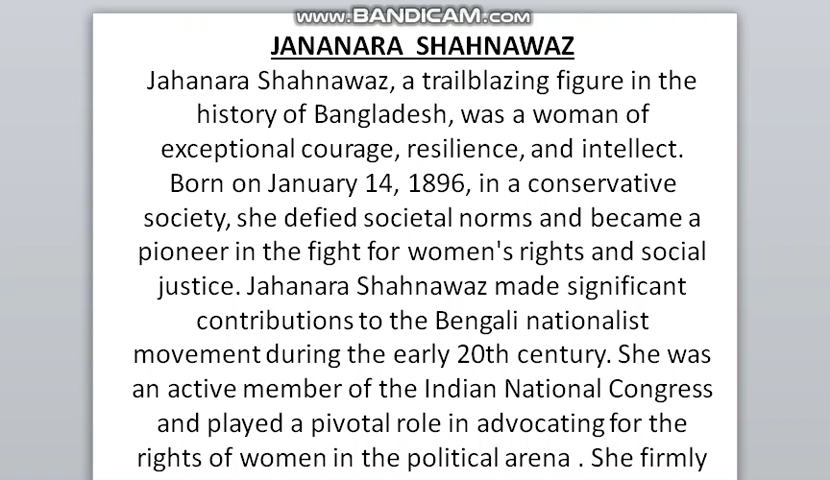 www.BANDICAM.com
JANANARA SHAHNAWAZ
Jahanara Shahnawaz, a trailblazing figure in the
history of Bangladesh, was a woman of
exceptional courage, resilience, and intellect.
Born on January 14, 1896, in a conservative
society, she defied societal norms and became a
pioneer in the fight for women's rights and social
justice. Jahanara Shahnawaz made significant
contributions to the Bengali nationalist
movement during the early 20th century. She was
an active member of the Indian National Congress
and played a pivotal role in advocating for the
rights of women in the political arena . She firmly